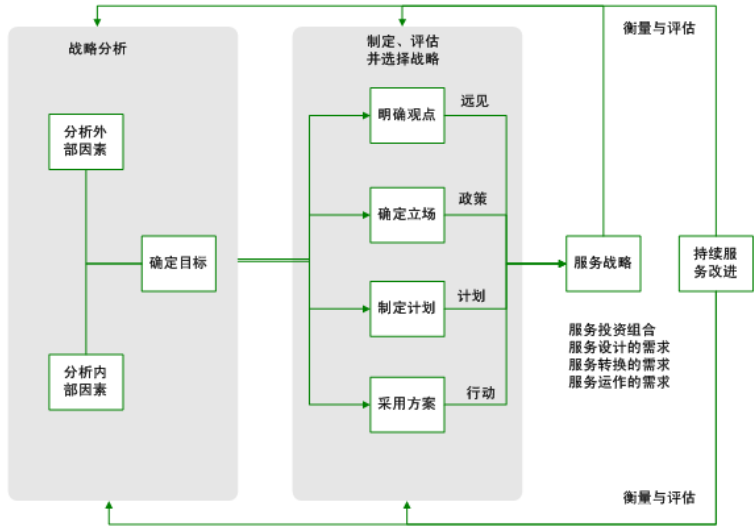 衡量与评估
战略分析
制定、评估
并选择战略
分析外
部因素
明确观点
远见
确定立场
政策
确定目标
服务战略
持续服
务改进
制定计划
计划
服务投资组合
服务设计的需求
服务转换的需求
服务运作的需求
分析内
部因素
采用方案
行动
衡量与评估